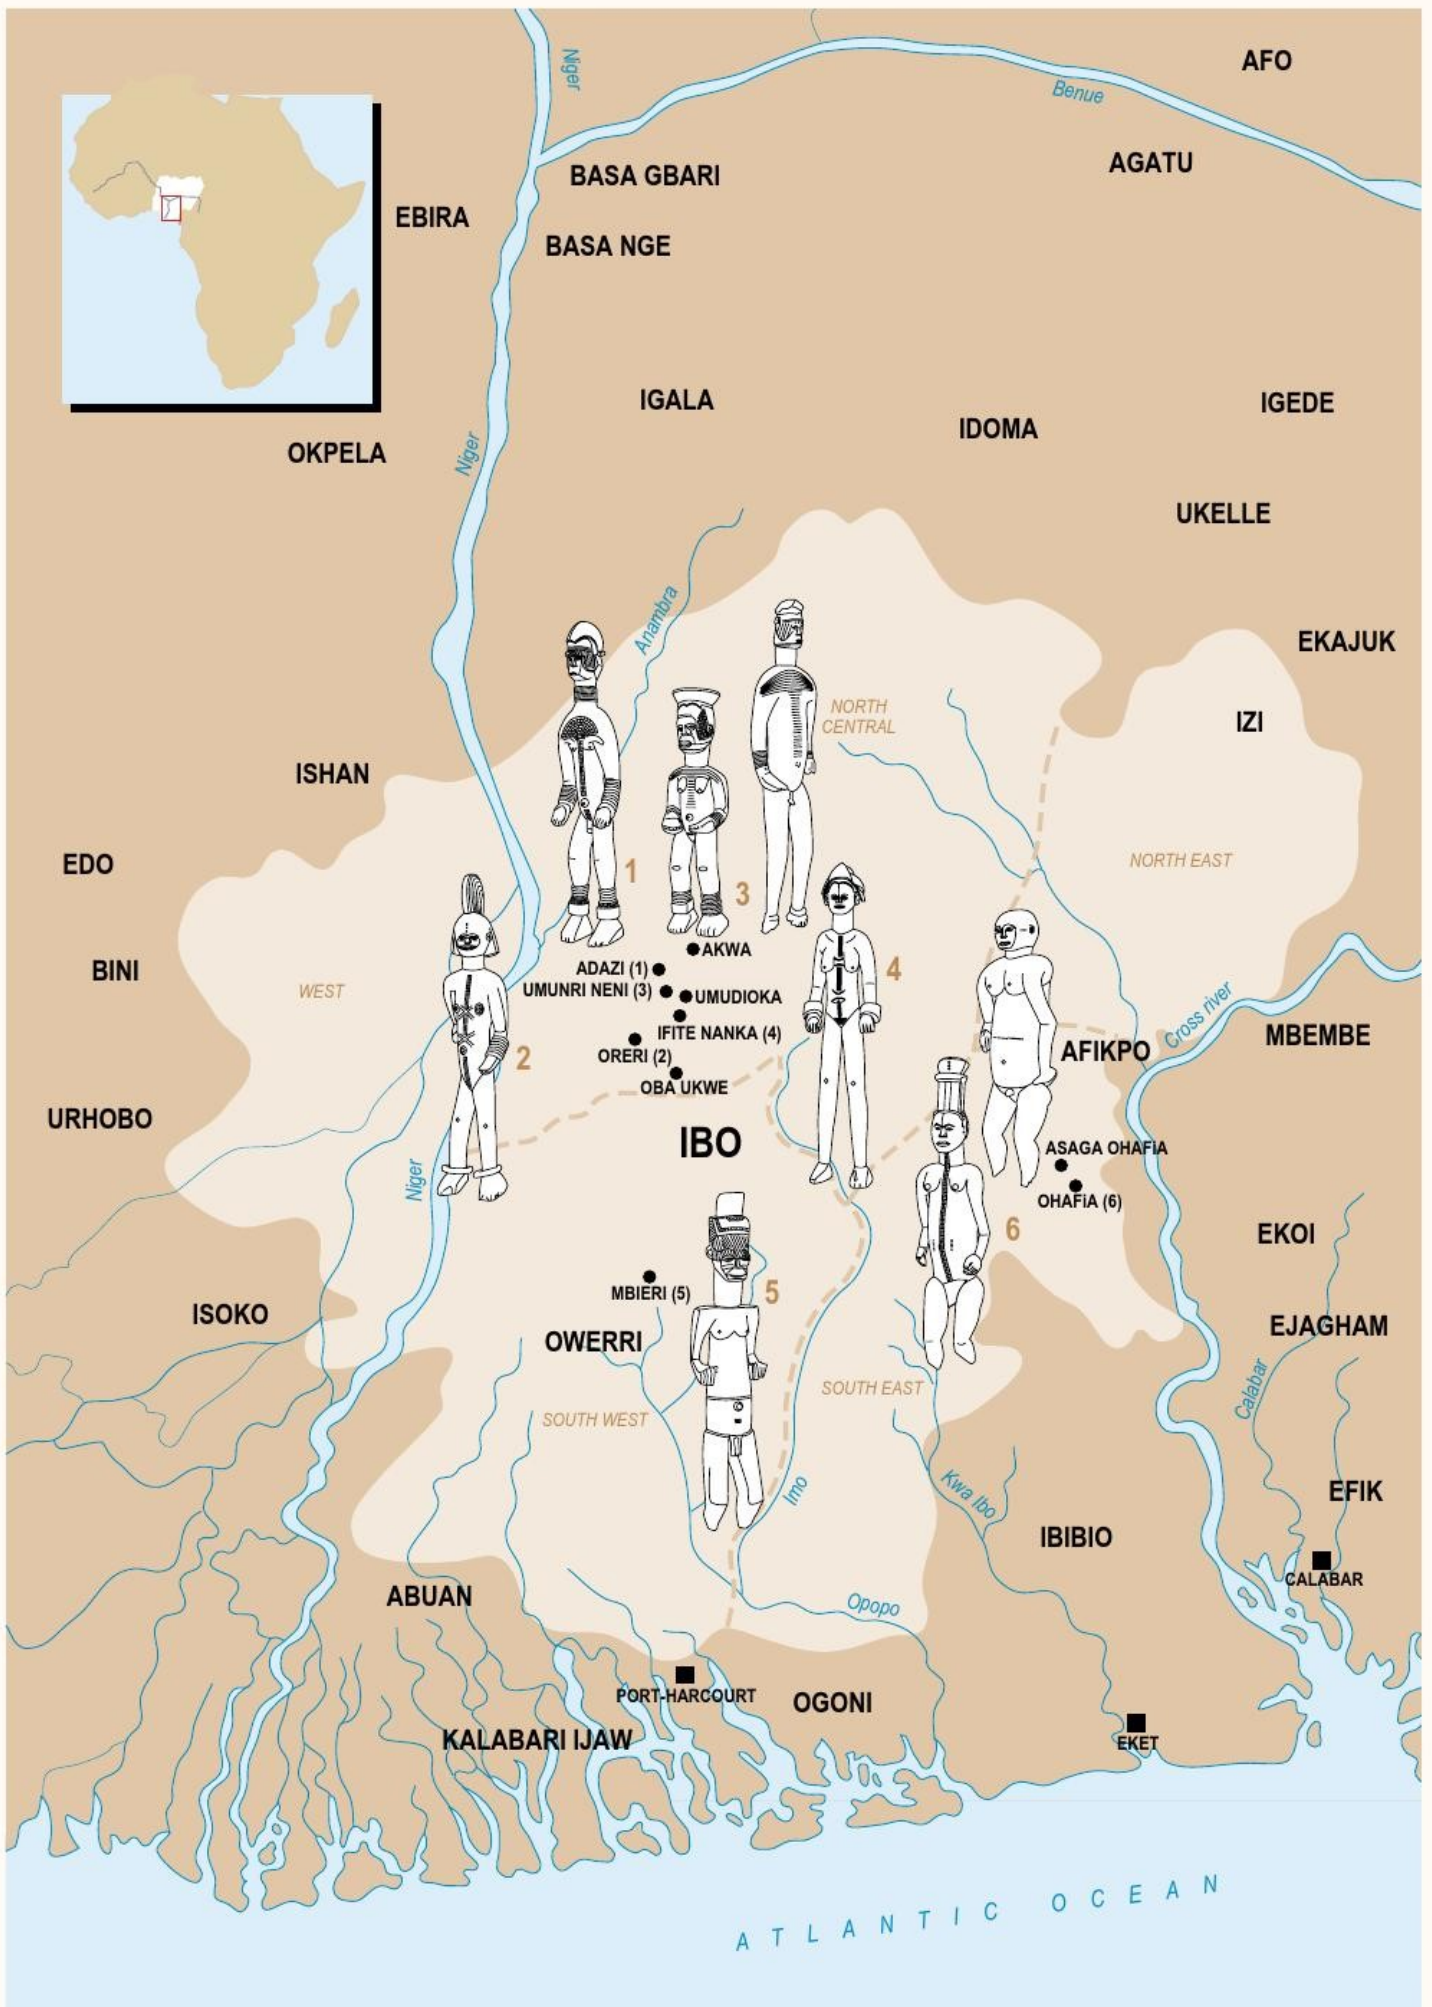 Niger
AFO
Benue
AGATU
BASA GBARI
EBIRA
BASA NGE
IGALA
IGEDE
IDOMA
OKPELA
Niger
UKELLE
Anambra
EKAJUK
NORTH
CENTRAL
IZI
ISHAN
EDO
1
3
NORTH EAST
AKWA
4
BINI
ADAZI (1)
UMUNRI NENI (3)
UMUDIOKA
WEST
Cross river
IFITE NANKA (4)
MBEMBE
2
ORERI (2)
AFIKPO
OBA UKWE
URHOBO
IBO
ASAGA OHAFiA
Niger
OHAFiA (6)
6
EKOI
MBIERI (5)
5
ISOKO
EJAGHAM
OWERRI
Calabar
SOUTH EAST
SOUTH WEST
Imo
Kwa Ibo
EFIK
IBIBIO
CALABAR
ABUAN
Opopo
PORT-HARCOURT
OGONI
KALABARI IJAW
EKET
ATLANTIC OCEAN